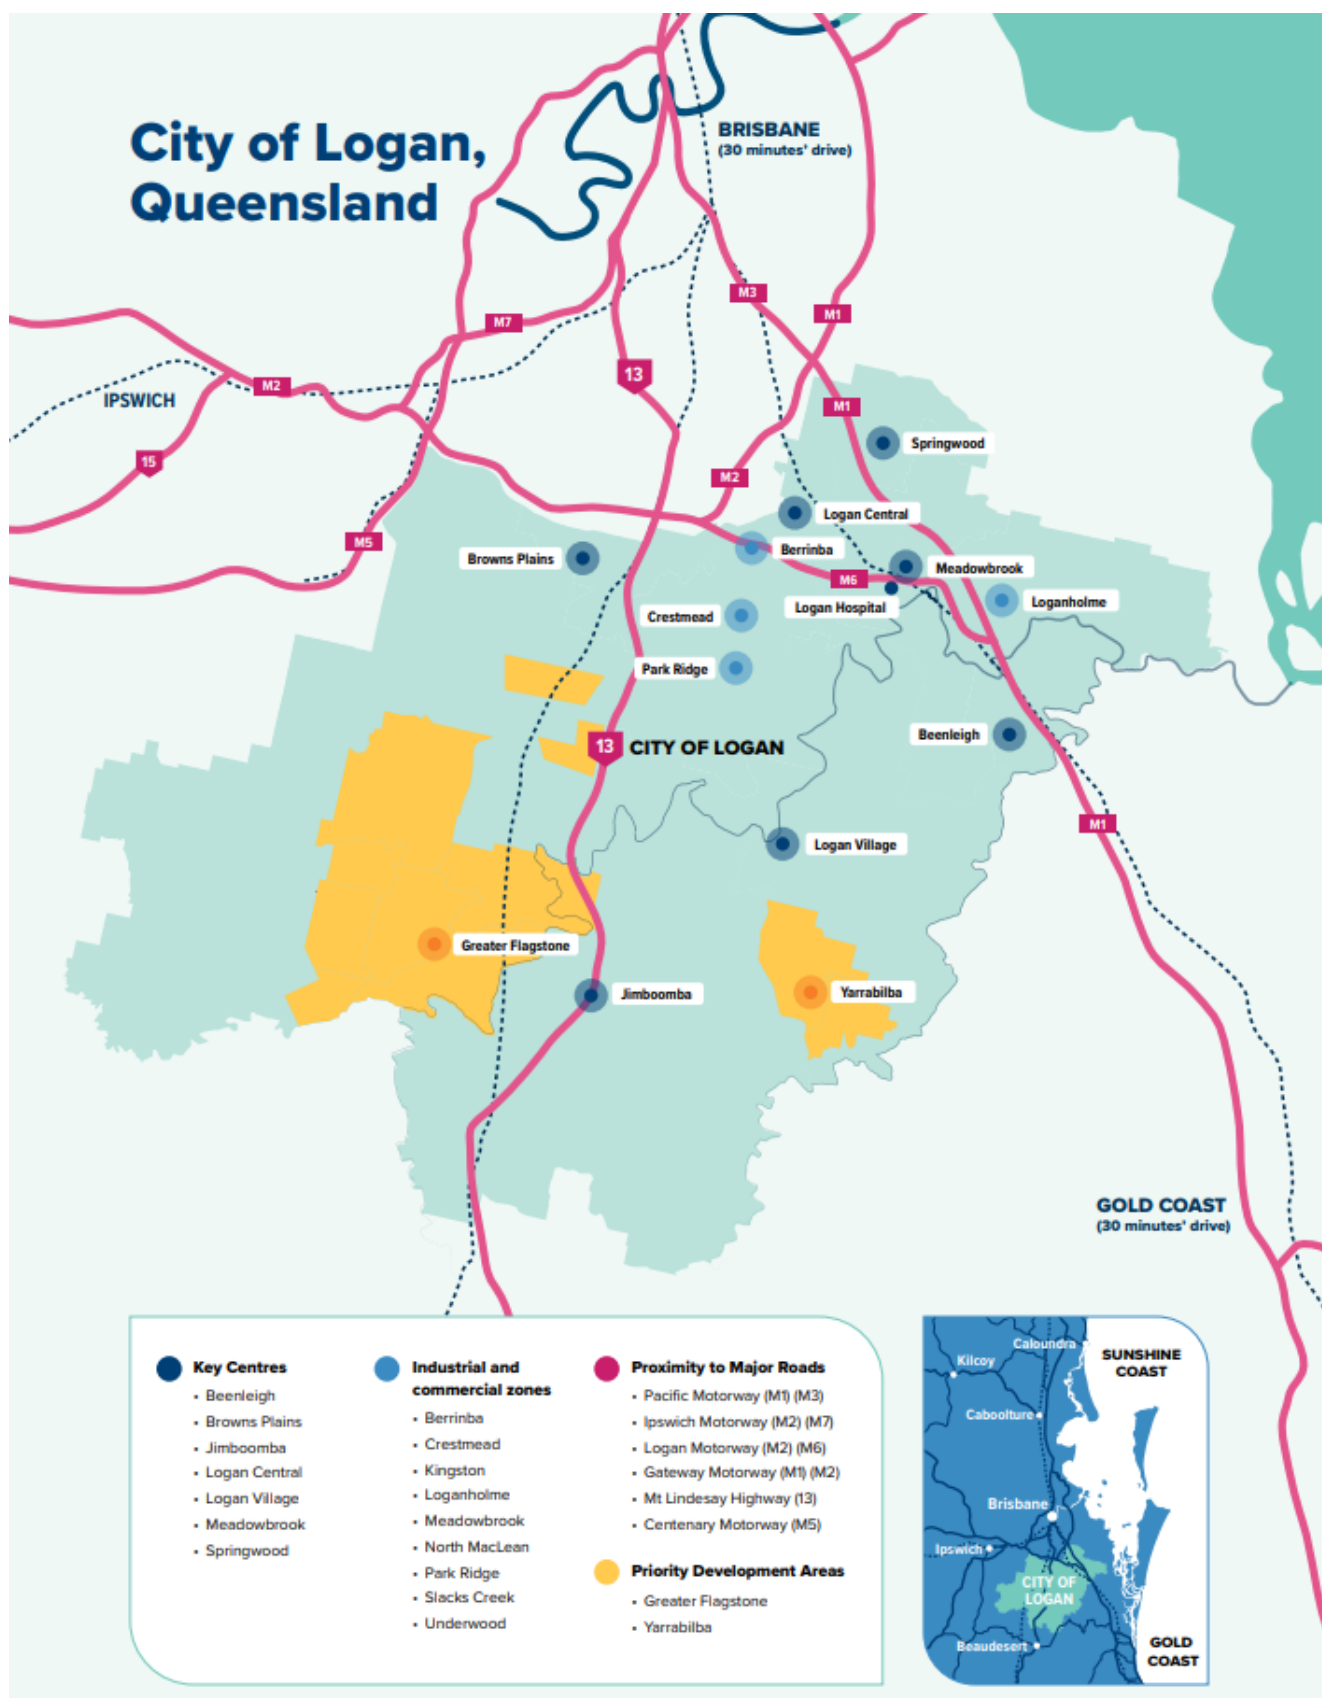 City of Logan,
Queensland
BRISBANE
(30 minutes' drive)
M3
M1
M7
13
M2
IPSWICH
M1
15
Springwood
M2
Logan Central
M5
Browns Plains
Berrinba
Meadowbrook
M6
Logan Hospital
Loganholme
Crestmead
Park Ridge
Beenleigh
13
CITY OF LOGAN
M1
Logan Village
Greater Flagstone
Jimboomba
Yarrabilba
GOLD COAST
(30 minutes' drive)
Key Centres
• Beenleigh
• Browns Plains
• Jimboomba
• Logan Central
• Logan Village
• Meadowbrook
• Springwood
Industrial and
commercial zones
• Berrinba
• Crestmead
• Kingston
• Loganholme
• Meadowbrook
• North MacLean
• Park Ridge
• Slacks Creek
• Underwood
Proximity to Major Roads
• Pacific Motorway (M1) (M3)
• Ipswich Motorway (M2) (M7)
• Logan Motorway (M2) (M6)
• Gateway Motorway (M1) (M2)
• Mt Lindesay Highway (13)
• Centenary Motorway (M5)
Priority Development Areas
• Greater Flagstone
• Yarrabilba
Caloundra
SUNSHINE
COAST
Kilcoy
Caboolture
Brisbane
Ipswich
CITY OF
LOGAN
Beaudesert
GOLD
COAST